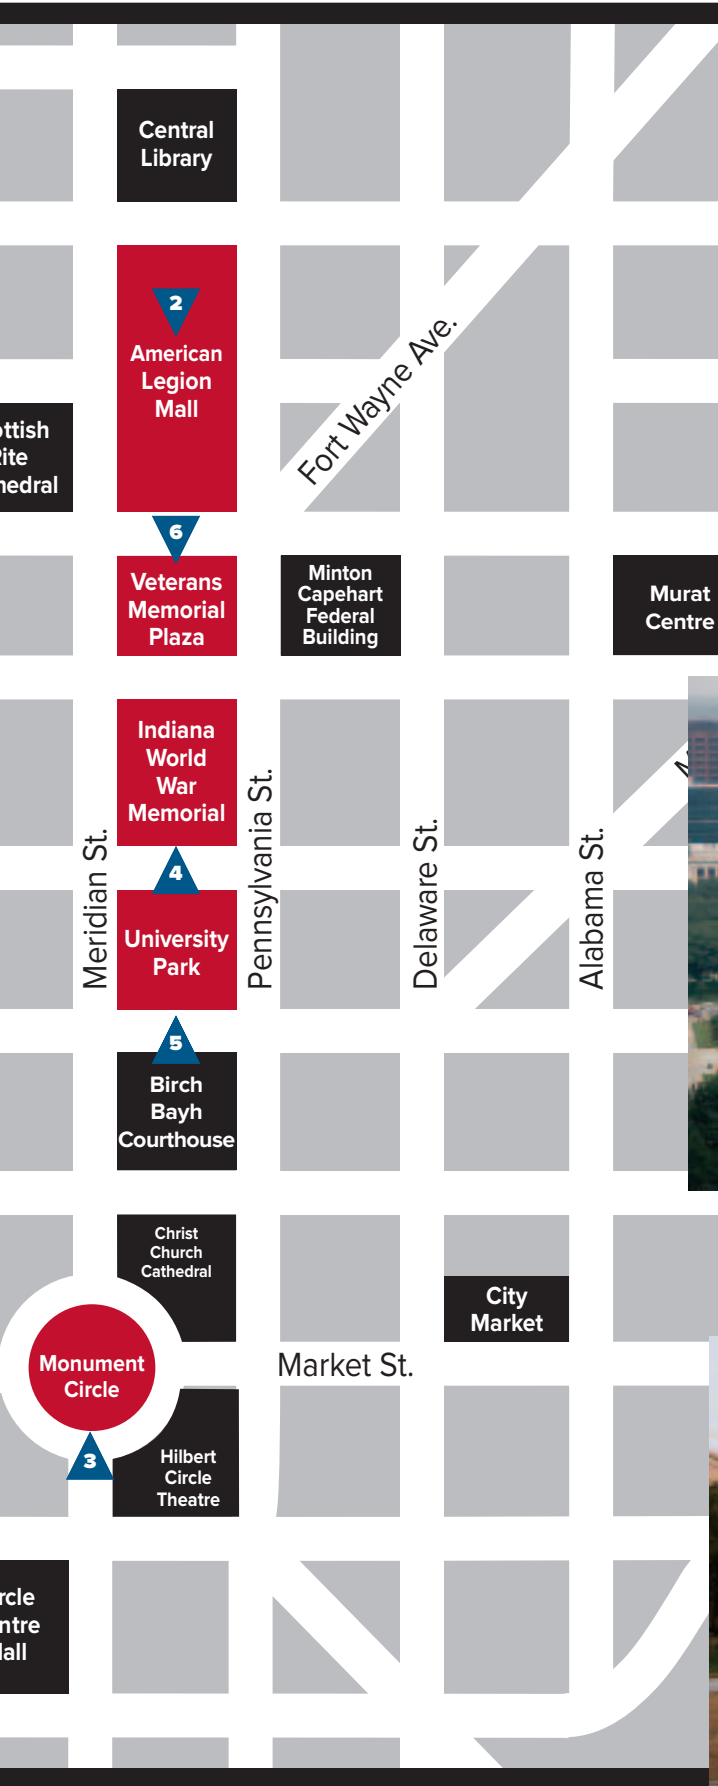 Central
Library
2
American
Legion
Mall
Fort Wayne Ave.
6
Veterans
Memorial
Plaza
Minton
Capehart
Federal
Building
Murat
Centre
Indiana
World
War
Memorial
Meridian St.
Pennsylvania St.
Delaware St.
Alabama St.
4
University
Park
5
Birch
Bayh
Courthouse
Christ
Church
Cathedral
City
Market
Monument
Circle
Market St.
3
Hilbert
Circle
Theatre